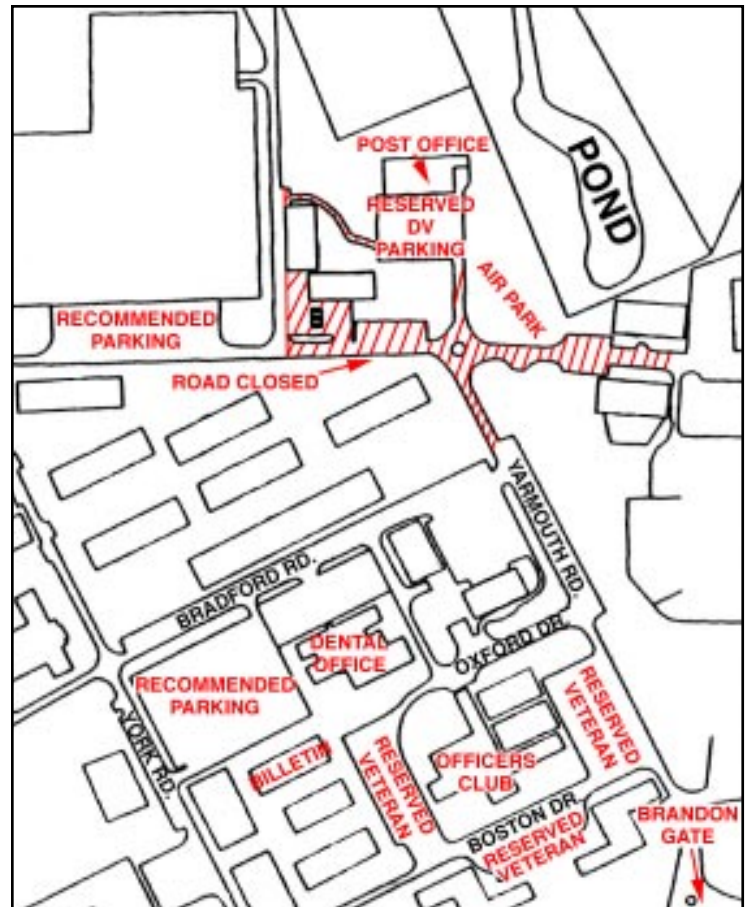 POST OFFICE
POND
RESERVED
DV
PARKING
AIR PARK
RECOMMENDED
PARKING
ROAD CLOSED
YARMOUTH RD.
BRADFORD RD.
DENTAL
OFFICE
OXFORD DR.
RECOMMENDED
PARKING
RESERVED
VETERAN
YORK RD.
BILLETIN
RESERVED
VETERAN
OFFICERS
CLUB
BOSTON DR
RESERVED
VETERAN
BRANDON
GATE